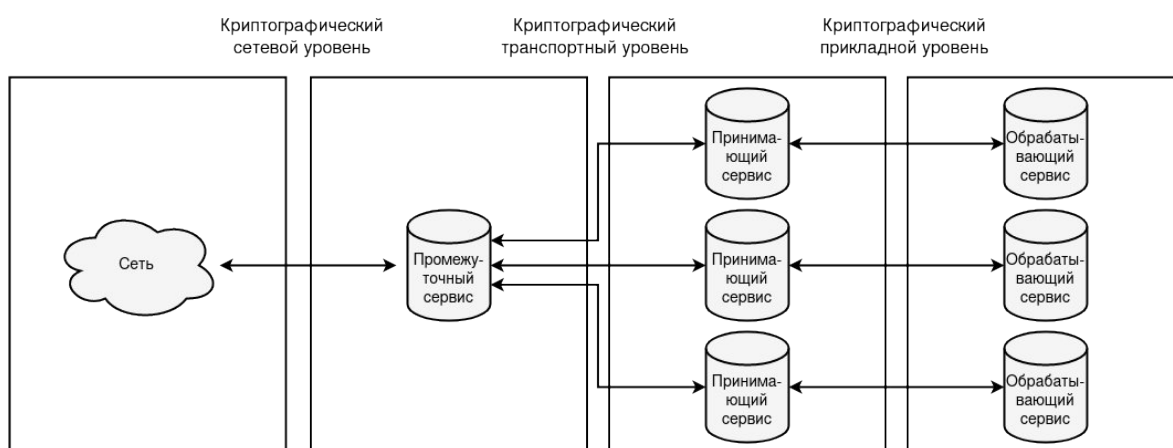 Криптографический
сетевой уровень
Криптографический
транспортный уровень
Криптографический
прикладной уровень
Сеть
Промежу-
точный
сервис
Принима-
ющий
сервис
Обрабаты-
вающий
сервис
Принима-
ющий
сервис
Обрабаты-
вающий
сервис
Принима-
ющий
сервис
Обрабаты-
вающий
сервис